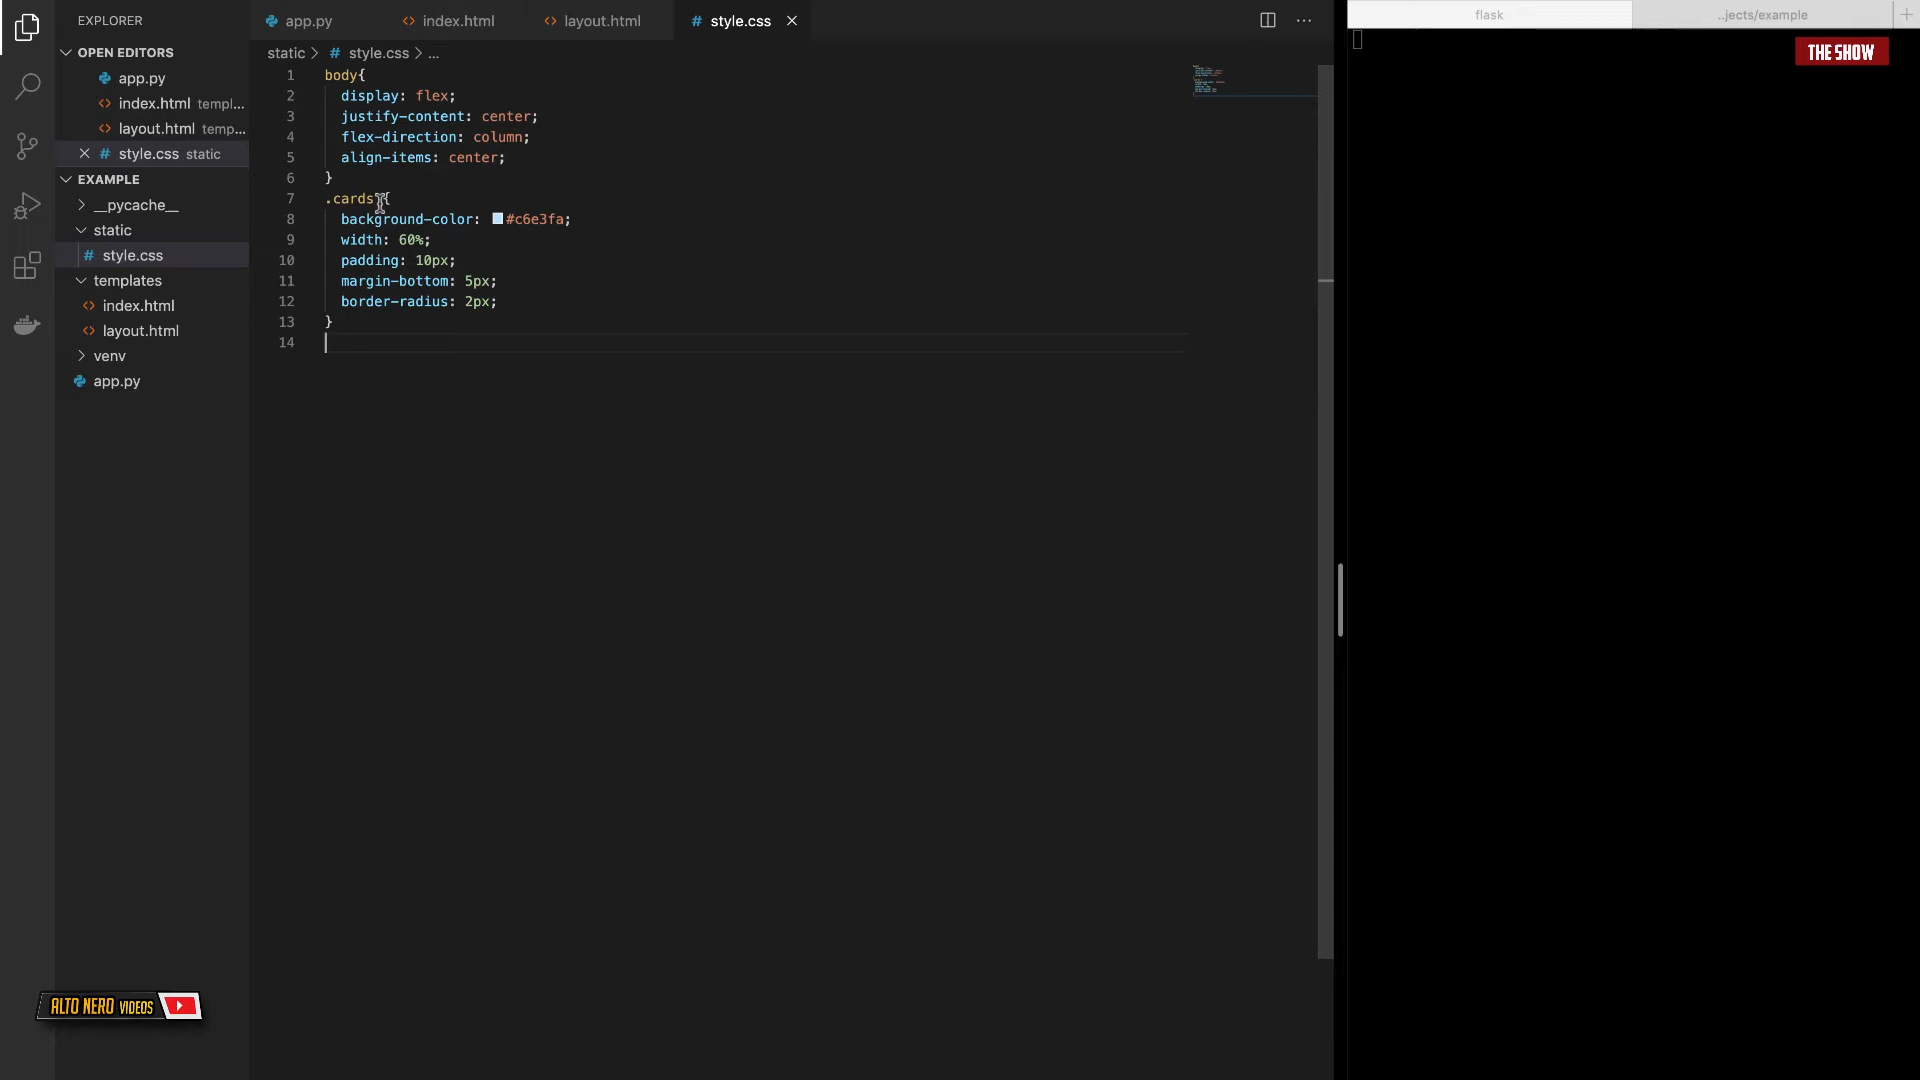 EXPLORER
OPEN EDITORS
app.py
index.html templ...
layout.html temp...
style.css static
EXAMPLE
__pycache__
static
style.css
templates
index.html
layout.html
venv
app.py
app.py index.html layout.html style.css
static > style.css > ...
1 body{
2 display: flex;
3 justify-content: center;
4 flex-direction: column;
5 align-items: center;
6 }
7 .cards {
8 background-color: #c6e3fa;
9 width: 60%;
10 padding: 10px;
11 margin-bottom: 5px;
12 border-radius: 2px;
13 }
14
flask ..jects/example
THE SHOW
ALTO NERO VIDEOS